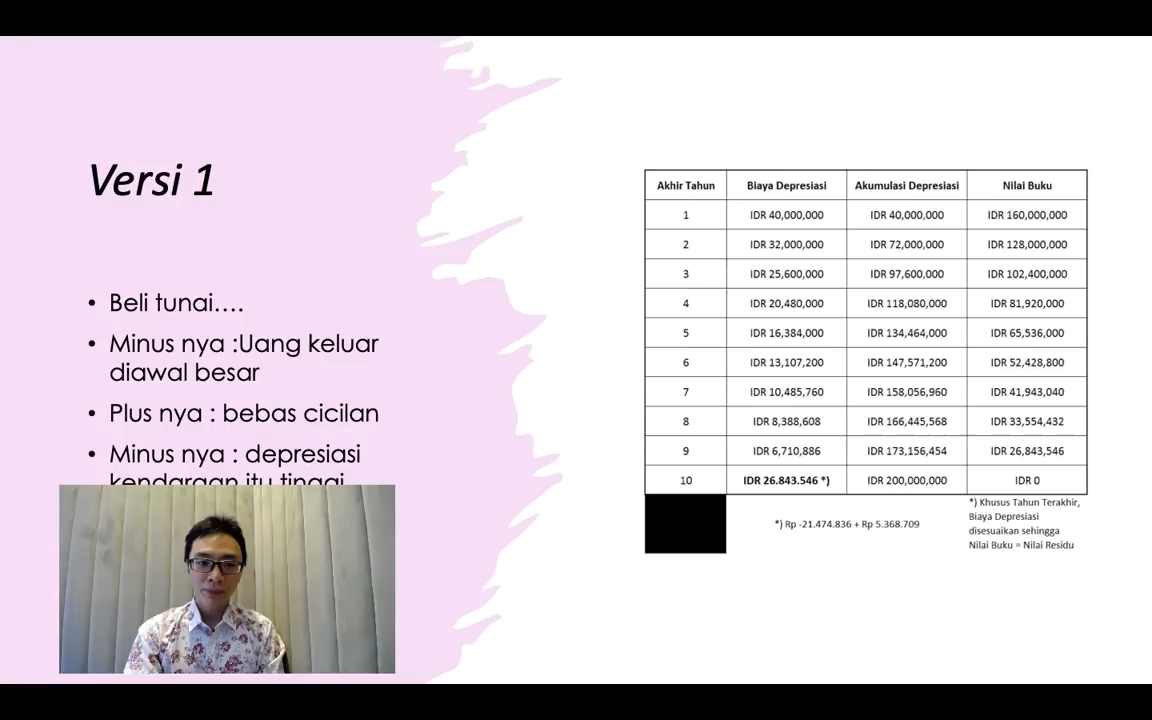 Versi 1
• Beli tunai....
• Minus nya :Uang keluar
diawal besar
• Plus nya : bebas cicilan
• Minus nya : depresiasi
kendaraan itu tinggi
Akhir Tahun Biaya Depresiasi Akumulasi Depresiasi Nilai Buku
1 IDR 40,000,000 IDR 40,000,000 IDR 160,000,000
2 IDR 32,000,000 IDR 72,000,000 IDR 128,000,000
3 IDR 25,600,000 IDR 97,600,000 IDR 102,400,000
4 IDR 20,480,000 IDR 118,080,000 IDR 81,920,000
5 IDR 16,384,000 IDR 134,464,000 IDR 65,536,000
6 IDR 13,107,200 IDR 147,571,200 IDR 52,428,800
7 IDR 10,485,760 IDR 158,056,960 IDR 41,943,040
8 IDR 8,388,608 IDR 166,445,568 IDR 33,554,432
9 IDR 6,710,886 IDR 173,156,454 IDR 26,843,546
10 IDR 26.843.546 *) IDR 200,000,000 IDR 0
*) Rp -21.474.836 + Rp 5.368.709
*) Khusus Tahun Terakhir,
Biaya Depresiasi
disesuaikan sehingga
Nilai Buku = Nilai Residu